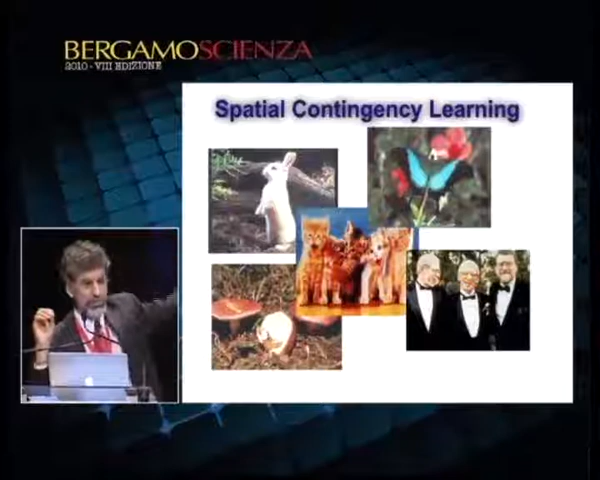 BERGAMOSCIENZA
2010 - VIII EDIZIONE
Spatial Contingency Learning